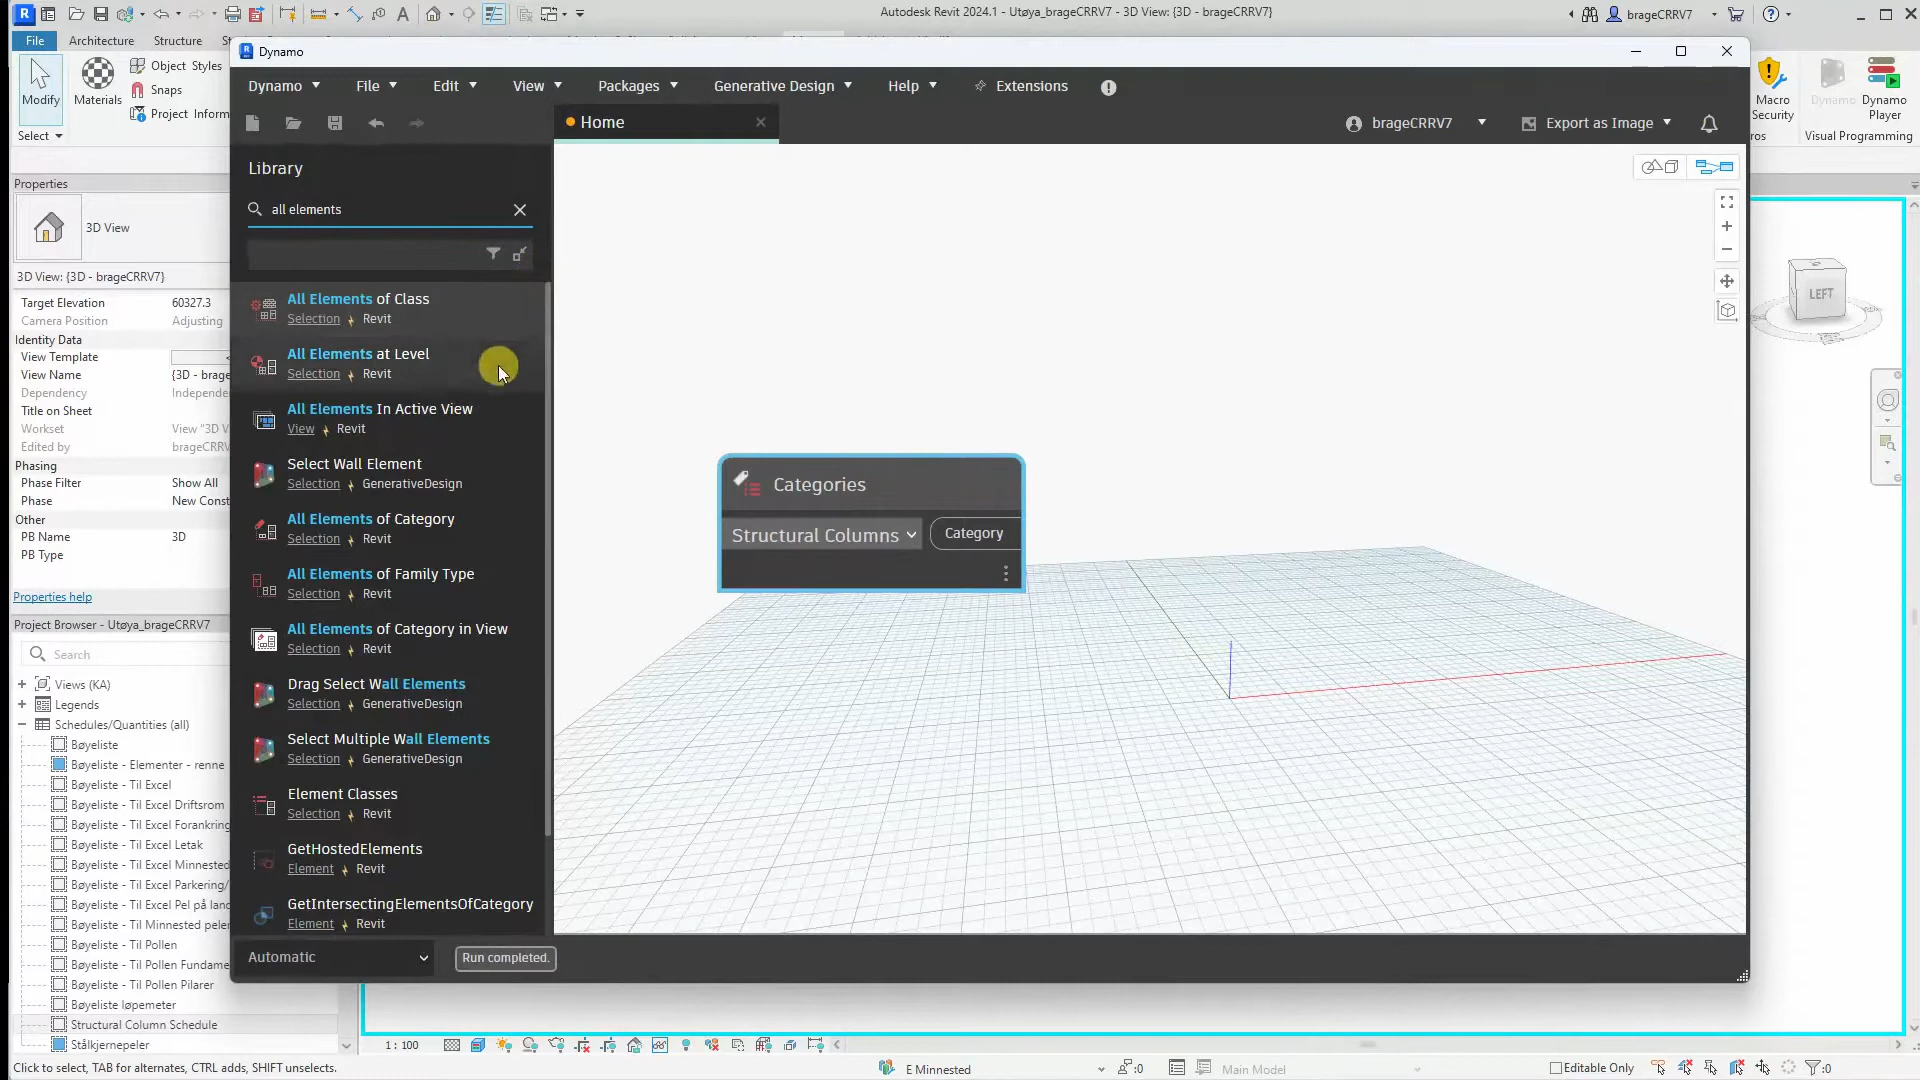 Autodesk Revit 2024.1 - Utøya_brageCRRV7 - 3D View: {3D - brageCRRV7}
brageCRRV7
File
Architecture
Structure
Modify
Materials
Object Styles
Snaps
Project Inform
Select
Macro
Security
Dynamo
Dynamo
Player
Visual Programming
Dynamo
Dynamo
File
Edit
View
Packages
Generative Design
Help
Extensions
Home
brageCRRV7
Export as Image
Library
all elements
All Elements of Class
Selection Revit
All Elements at Level
Selection Revit
All Elements In Active View
View Revit
Select Wall Element
Selection GenerativeDesign
All Elements of Category
Selection Revit
All Elements of Family Type
Selection Revit
All Elements of Category in View
Selection Revit
Drag Select Wall Elements
Selection GenerativeDesign
Select Multiple Wall Elements
Selection GenerativeDesign
Element Classes
Selection Revit
GetHostedElements
Element Revit
GetIntersectingElementsOfCategory
Element Revit
Automatic
Run completed.
Categories
Structural Columns
Category
LEFT
Properties
3D View
3D View: {3D - brageCRRV7}
Target Elevation 60327.3
Camera Position Adjusting
Identity Data
View Template
View Name {3D - brage
Dependency Independen
Title on Sheet
Workset View "3D V
Edited by brageCRRV
Phasing
Phase Filter Show All
Phase New Const
Other
PB Name 3D
PB Type
Properties help
Project Browser - Utøya_brageCRRV7
Search
Views (KA)
Legends
Schedules/Quantities (all)
Bøyeliste
Bøyeliste - Elementer - renne
Bøyeliste - Til Excel
Bøyeliste - Til Excel Driftsrom
Bøyeliste - Til Excel Forankring
Bøyeliste - Til Excel Letak
Bøyeliste - Til Excel Minnested
Bøyeliste - Til Excel Parkering/
Bøyeliste - Til Excel Pel på lan
Bøyeliste - Til Minnested peler
Bøyeliste - Til Pollen
Bøyeliste - Til Pollen Fundame
Bøyeliste - Til Pollen Pilarer
Bøyeliste løpemeter
Structural Column Schedule
Stålkjernepeler
1 : 100
Click to select, TAB for alternates, CTRL adds, SHIFT unselects.
E Minnested
:0
Main Model
Editable Only
:0